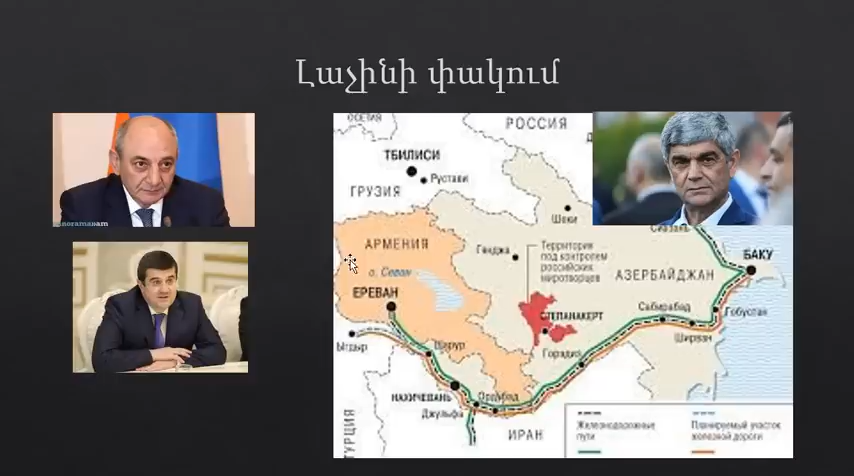 Լաչինի փակում
ОСЕТИЯ
РОССИЯ
ТБИЛИСИ
Рустави
ГРУЗИЯ
Шеки
АРМЕНИЯ
Гянджа
Территория
под контролем
российских
миротворцев
БАКУ
о. Севан
АЗЕРБАЙДЖАН
ЕРЕВАН
СТЕПАНАКЕРТ
Сабирабад
Гобустан
Ыгдыр
Шарур
Горадиз
Ширван
НАХИЧЕВАНЬ
Ордубад
Джульфа
ИРАН
ТУРЦИЯ
Железнодорожные
пути
Планируемый участок
железной дороги